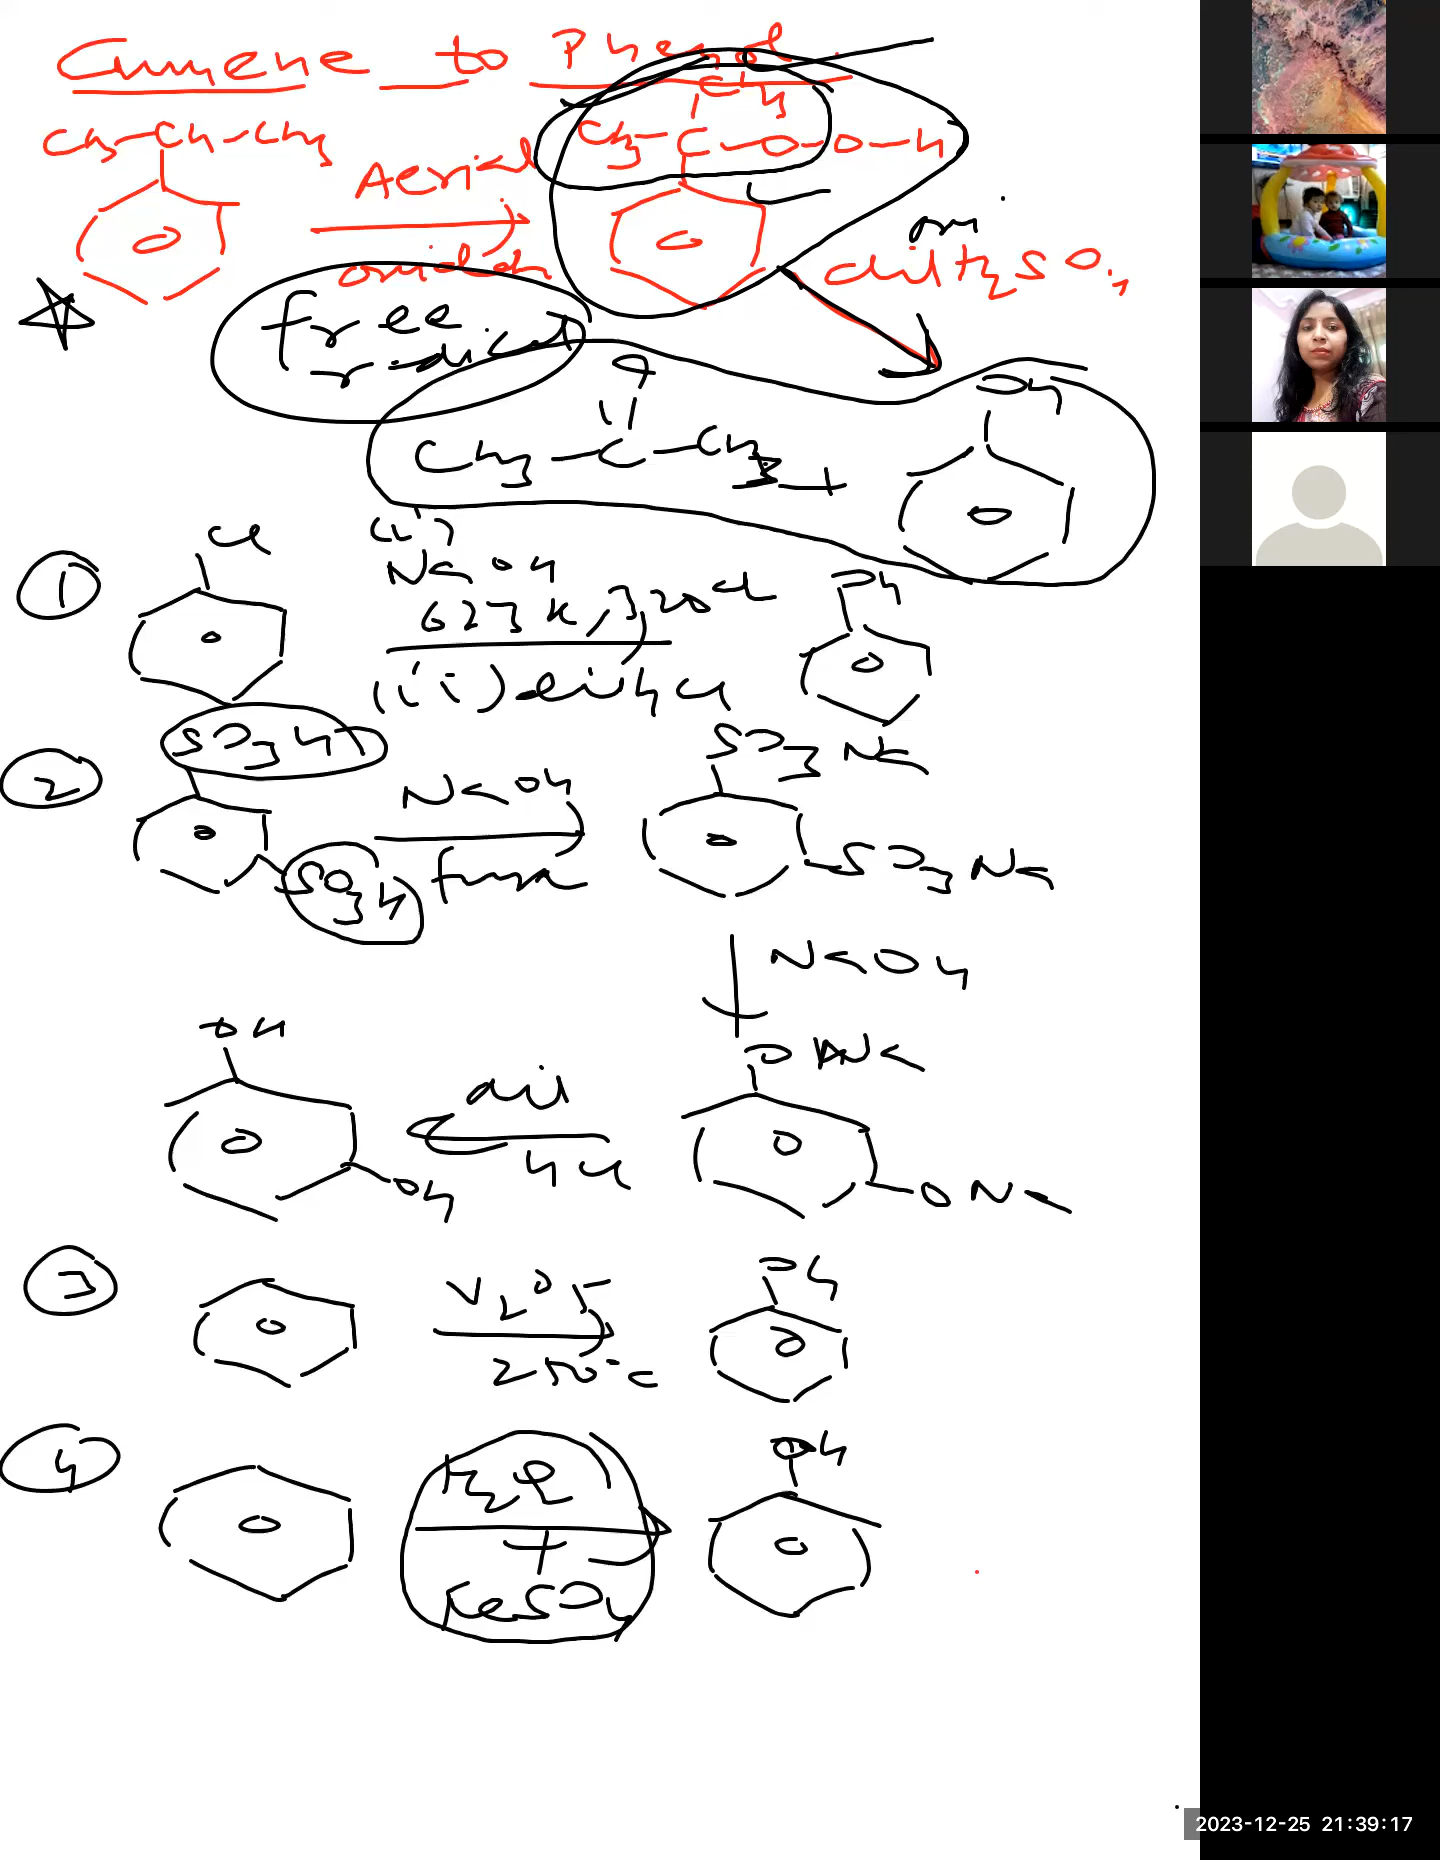 Cumene to Phenol
CH3
CH3-CH-CH3
CH3-C-O-O-H
Aerial
oxidation
dil H2SO4
free
radical
O
OH
CH3-C-CH3 +
(i)
Cl
NaOH
OH
1
623 K, 320
(ii) dil HCl
SO3H
SO3Na
2
NaOH
SO3H
SO3Na
fuse
NaOH
OH
ONa
dil
HCl
OH
ONa
3
V2O5
OH
250°C
4
H2O2
OH
+
FeSO4
2023-12-25 21:39:17